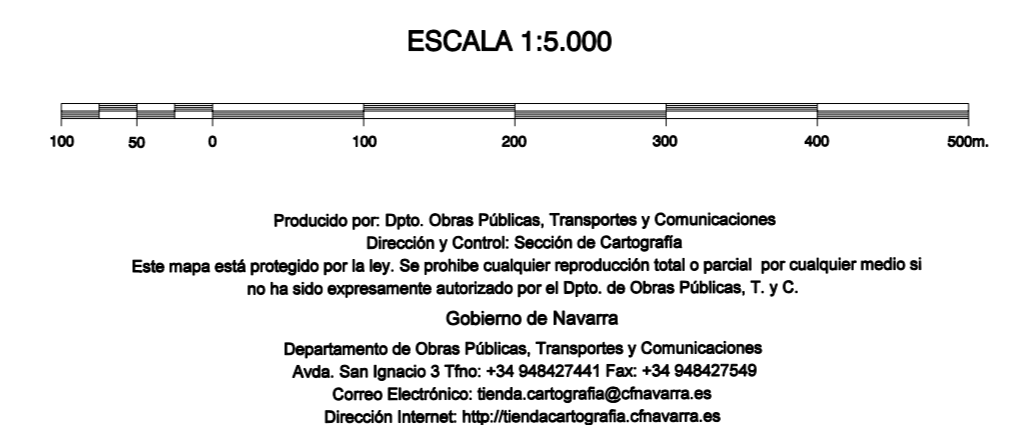 ESCALA 1:5.000
100 50 0 100 200 300 400 500m.
Producido por: Dpto. Obras Públicas, Transportes y Comunicaciones
Dirección y Control: Sección de Cartografía
Este mapa está protegido por la ley. Se prohibe cualquier reproducción total o parcial por cualquier medio si
no ha sido expresamente autorizado por el Dpto. de Obras Públicas, T. y C.
Gobierno de Navarra
Departamento de Obras Públicas, Transportes y Comunicaciones
Avda. San Ignacio 3 Tfno: +34 948427441 Fax: +34 948427549
Correo Electrónico: tienda.cartografia@cfnavarra.es
Dirección Internet: http://tiendacartografia.cfnavarra.es